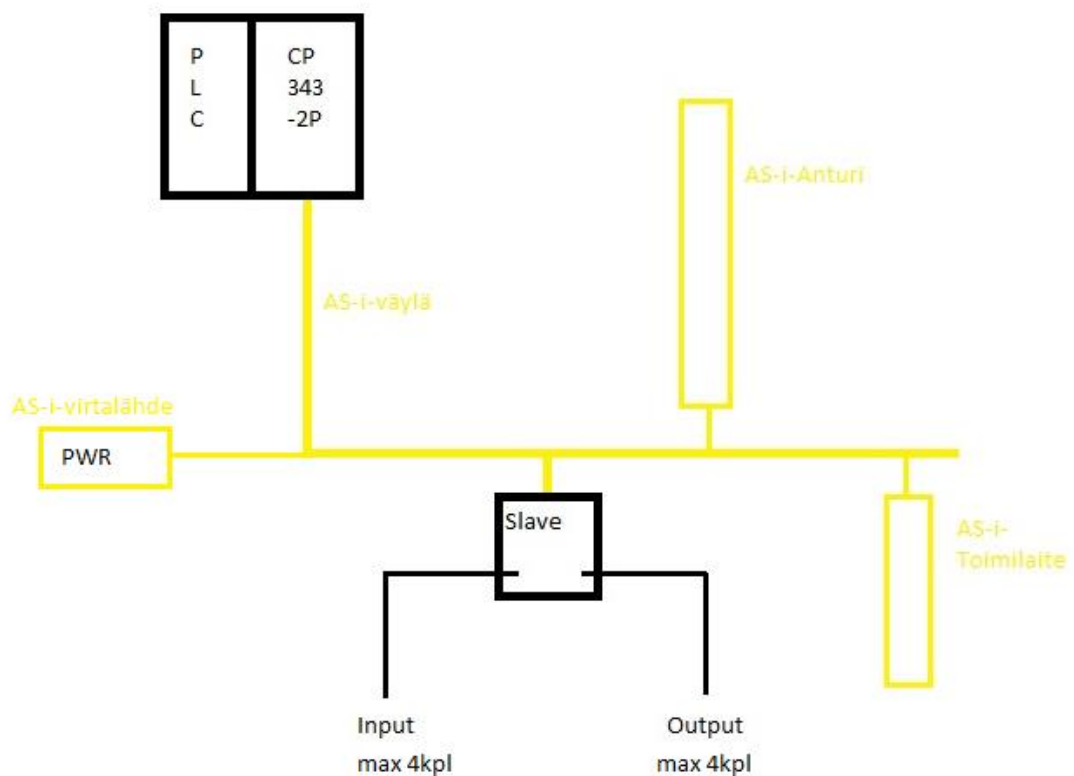 P
L
C
CP
343
-2P
AS-i-Anturi
AS-i-väylä
AS-i-virtalähde
PWR
Slave
AS-i-
Toimilaite
Input
max 4kpl
Output
max 4kpl